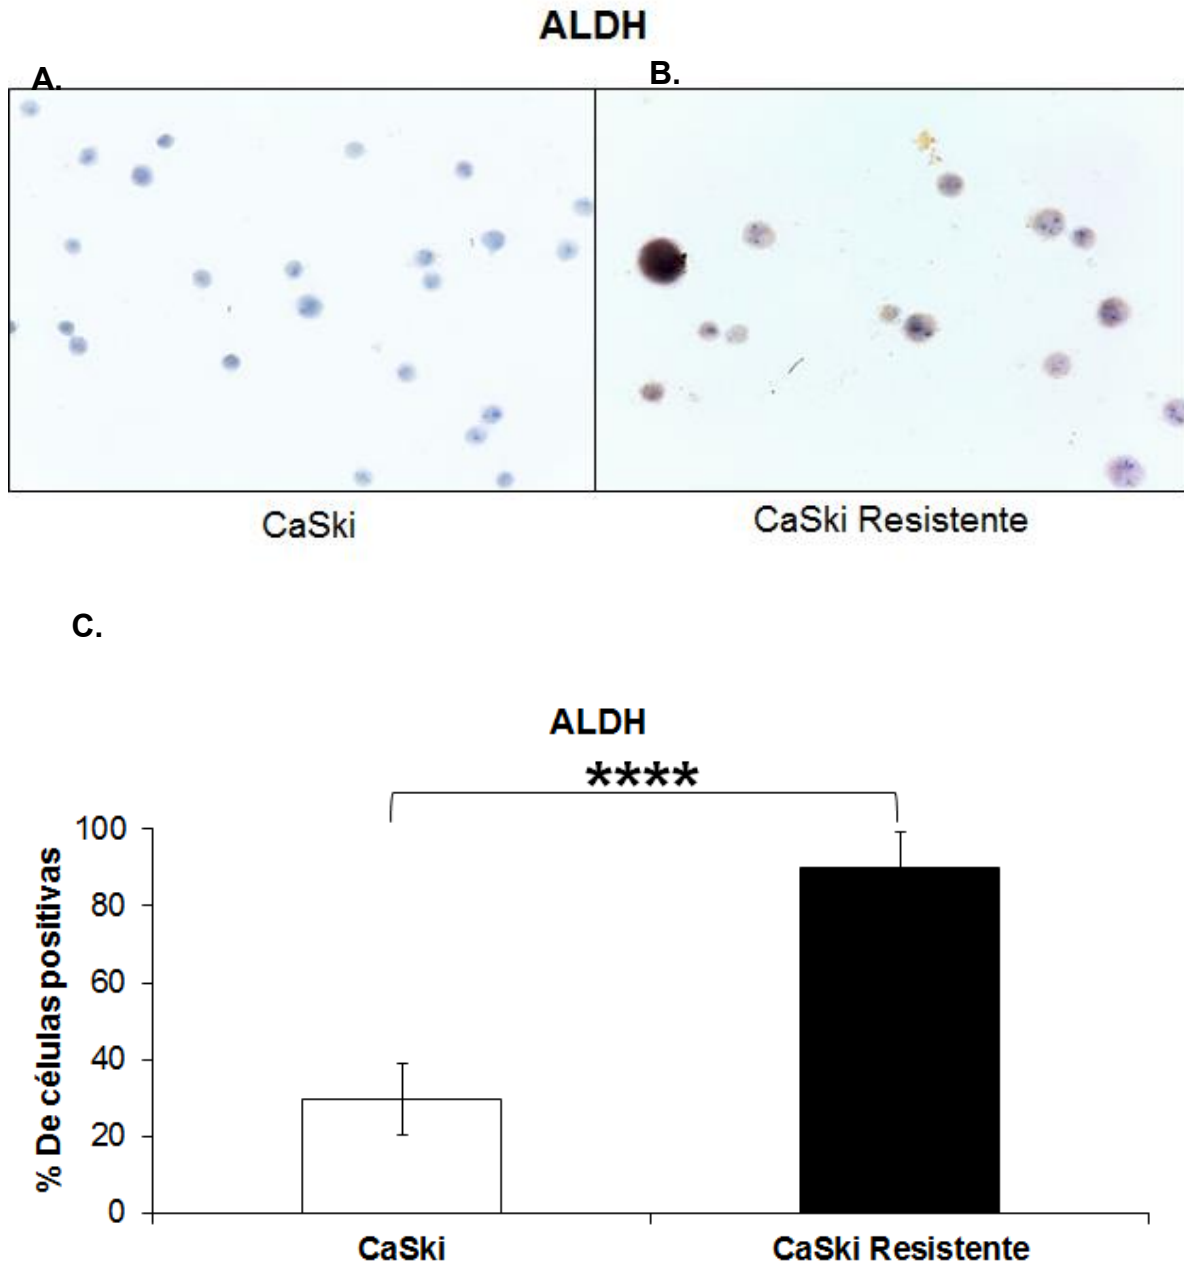 ALDH
A.
B.
CaSki
CaSki Resistente
C.
ALDH
****
100
80
60
40
20
0
% De células positivas
CaSki
CaSki Resistente